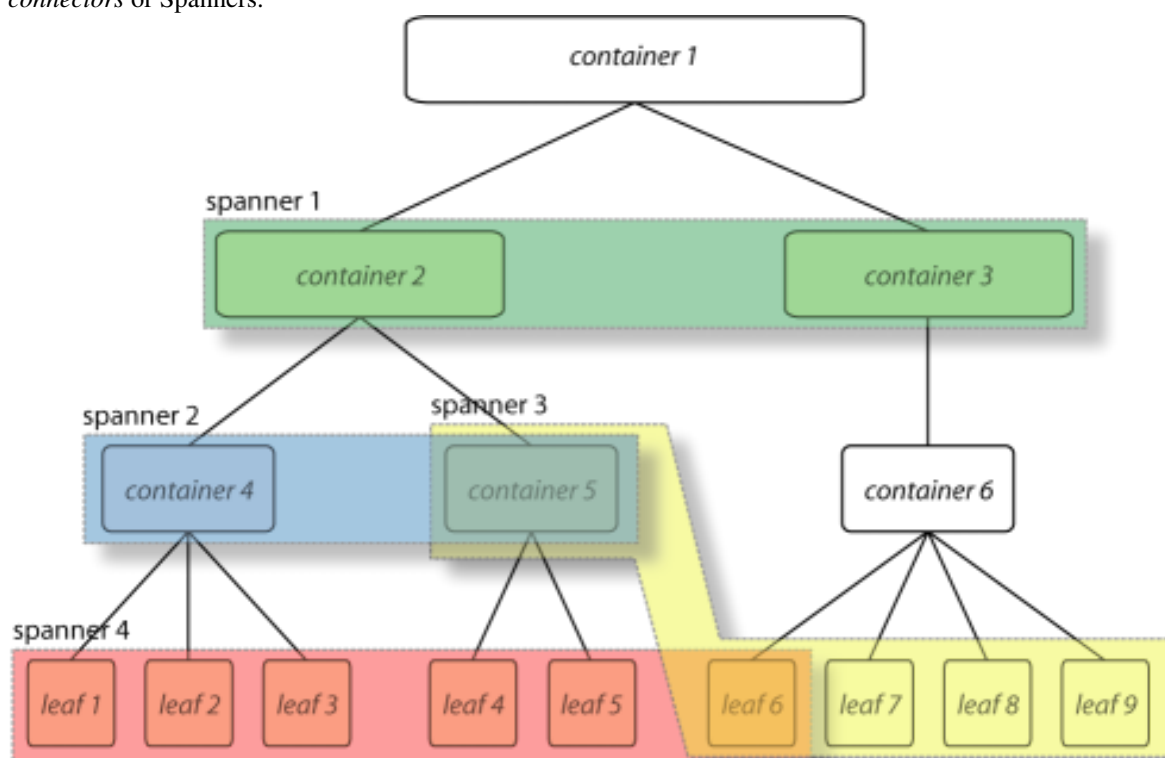 connectors of Spanners.
container 1
spanner 1
container 2
container 3
spanner 2
spanner 3
container 4
container 5
container 6
spanner 4
leaf 1
leaf 2
leaf 3
leaf 4
leaf 5
leaf 6
leaf 7
leaf 8
leaf 9